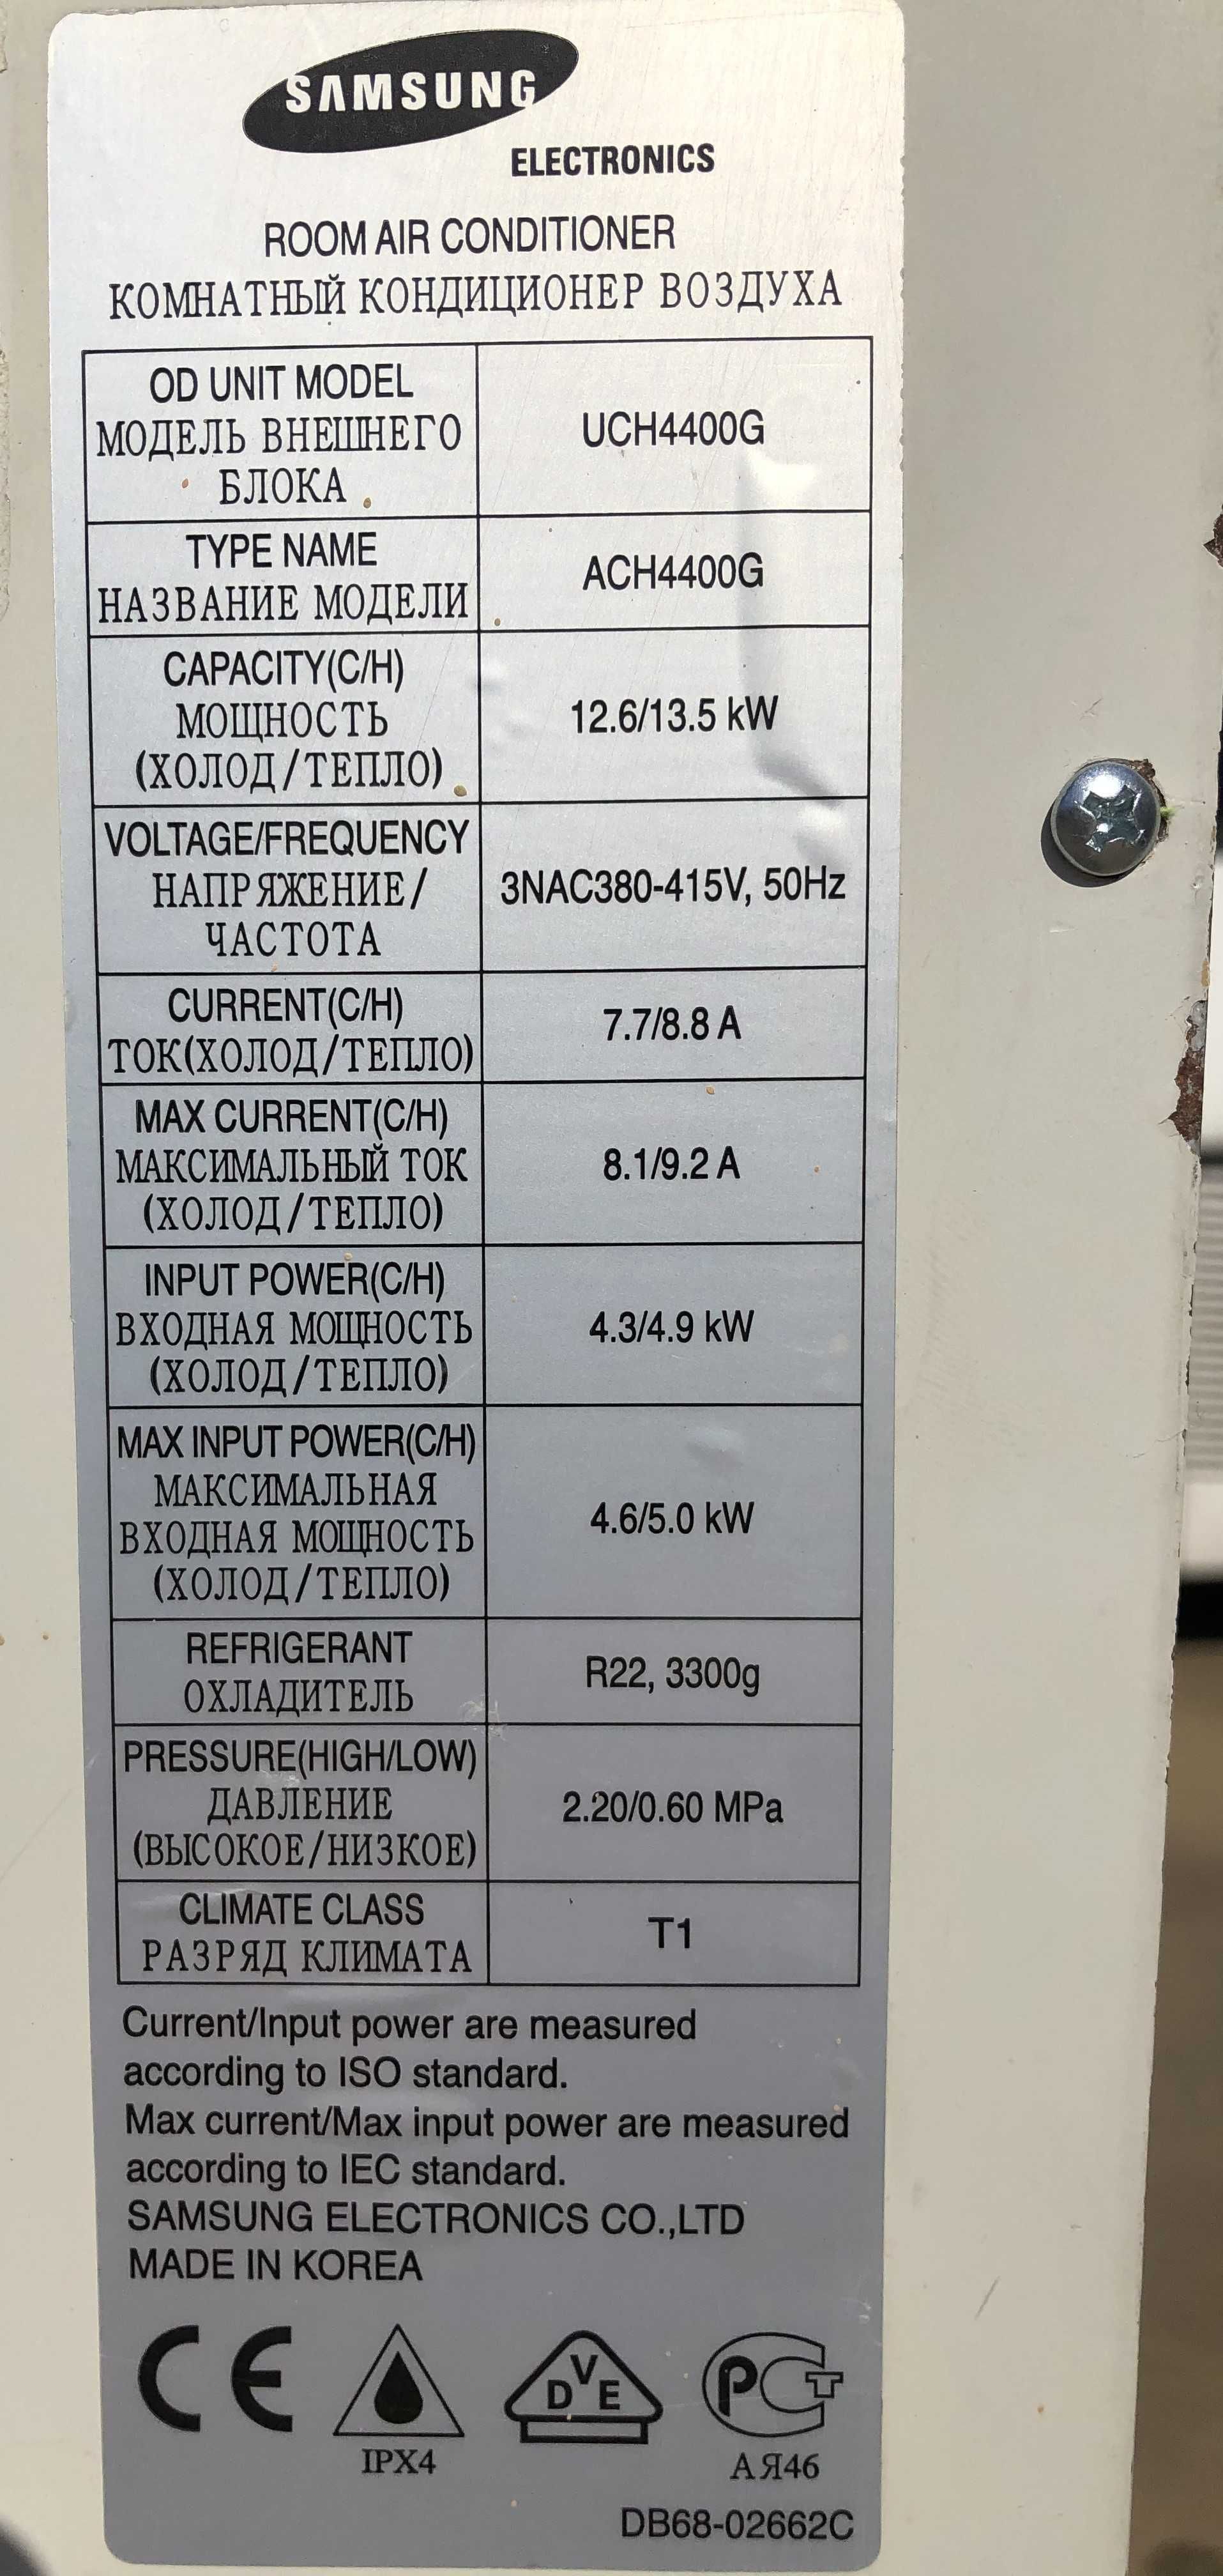 SAMSUNG
ELECTRONICS
ROOM AIR CONDITIONER
КОМНАТНЫЙ КОНДИЦИОНЕР ВОЗДУХА
OD UNIT MODEL
МОДЕЛЬ ВНЕШНЕГО
БЛОКА
UCH4400G
TYPE NAME
НАЗВАНИЕ МОДЕЛИ
ACH4400G
CAPACITY(C/H)
МОЩНОСТЬ
(ХОЛОД/ТЕПЛО)
12.6/13.5 kW
VOLTAGE/FREQUENCY
НАПРЯЖЕНИЕ/
ЧАСТОТА
3NAC380-415V, 50Hz
CURRENT(C/H)
ТОК(ХОЛОД/ТЕПЛО)
7.7/8.8 A
MAX CURRENT(C/H)
МАКСИМАЛЬНЫЙ ТОК
(ХОЛОД/ТЕПЛО)
8.1/9.2 A
INPUT POWER(C/H)
ВХОДНАЯ МОЩНОСТЬ
(ХОЛОД/ТЕПЛО)
4.3/4.9 kW
MAX INPUT POWER(C/H)
МАКСИМАЛЬНАЯ
ВХОДНАЯ МОЩНОСТЬ
(ХОЛОД/ТЕПЛО)
4.6/5.0 kW
REFRIGERANT
ОХЛАДИТЕЛЬ
R22, 3300g
PRESSURE(HIGH/LOW)
ДАВЛЕНИЕ
(ВЫСОКОЕ/НИЗКОЕ)
2.20/0.60 MPa
CLIMATE CLASS
РАЗРЯД КЛИМАТА
T1
Current/Input power are measured
according to ISO standard.
Max current/Max input power are measured
according to IEC standard.
SAMSUNG ELECTRONICS CO.,LTD
MADE IN KOREA
CE
DVE
РСТ
IPX4
АЯ46
DB68-02662C